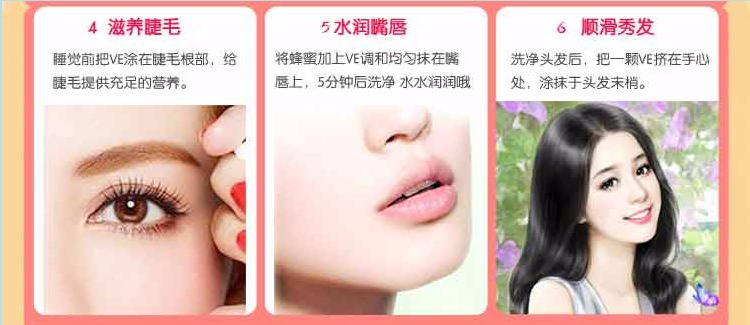 4 滋养睫毛
睡觉前把VE涂在睫毛根部，给
睫毛提供充足的营养。
5水润嘴唇
将蜂蜜加上VE调和均匀抹在嘴
唇上，5分钟后洗净 水水润润哦
6 顺滑秀发
洗净头发后，把一颗VE挤在手心
处，涂抹于头发末梢。